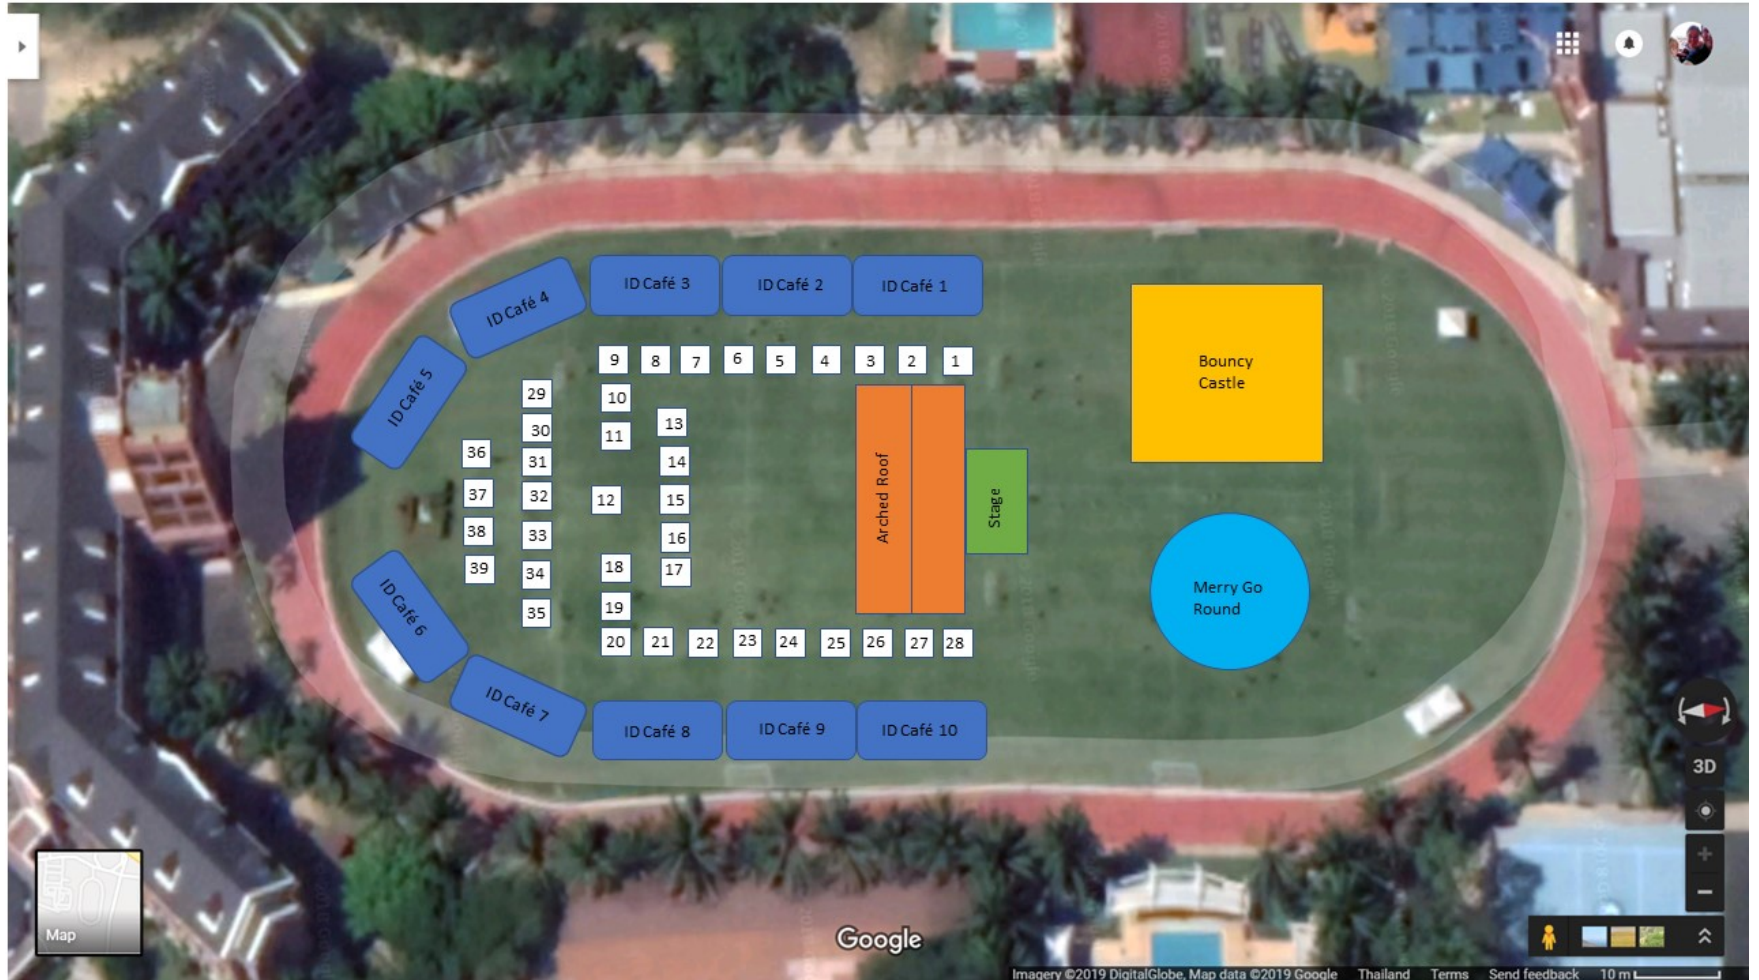 ID Café 4
ID Café 3
ID Café 2
ID Café 1
ID Café 5
9
8
7
6
5
4
3
2
1
Bouncy
Castle
29
10
30
11
13
36
31
14
37
32
12
15
38
33
16
39
34
18
17
35
19
Arched Roof
Stage
Merry Go
Round
20
21
22
23
24
25
26
27
28
ID Café 6
ID Café 7
ID Café 8
ID Café 9
ID Café 10
3D
Map
Google
Imagery ©2019 DigitalGlobe, Map data ©2019 Google Thailand Terms Send feedback 10 m